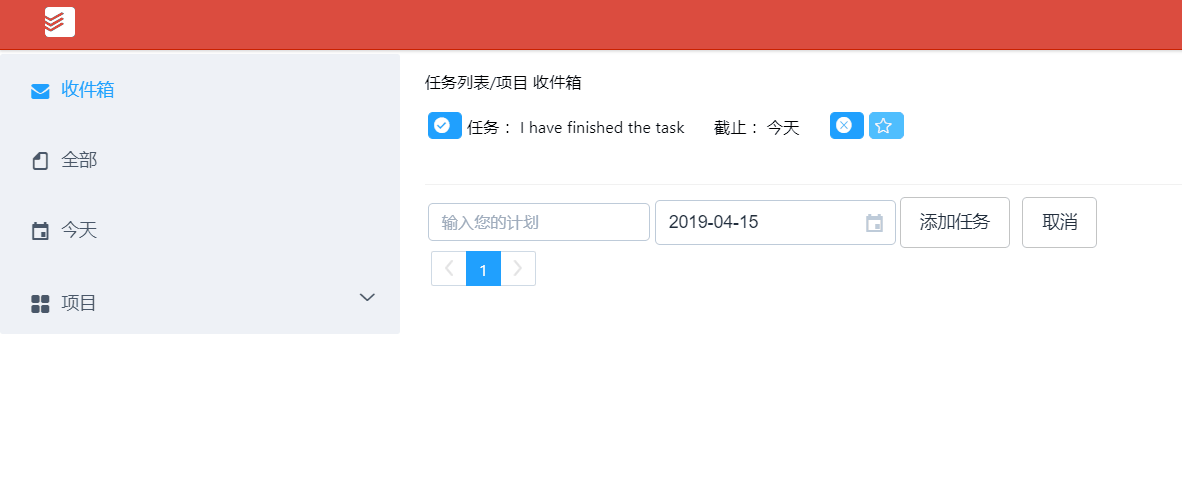 收件箱
全部
今天
项目
任务列表/项目 收件箱
任务： I have finished the task 截止： 今天
输入您的计划 2019-04-15 添加任务 取消
1